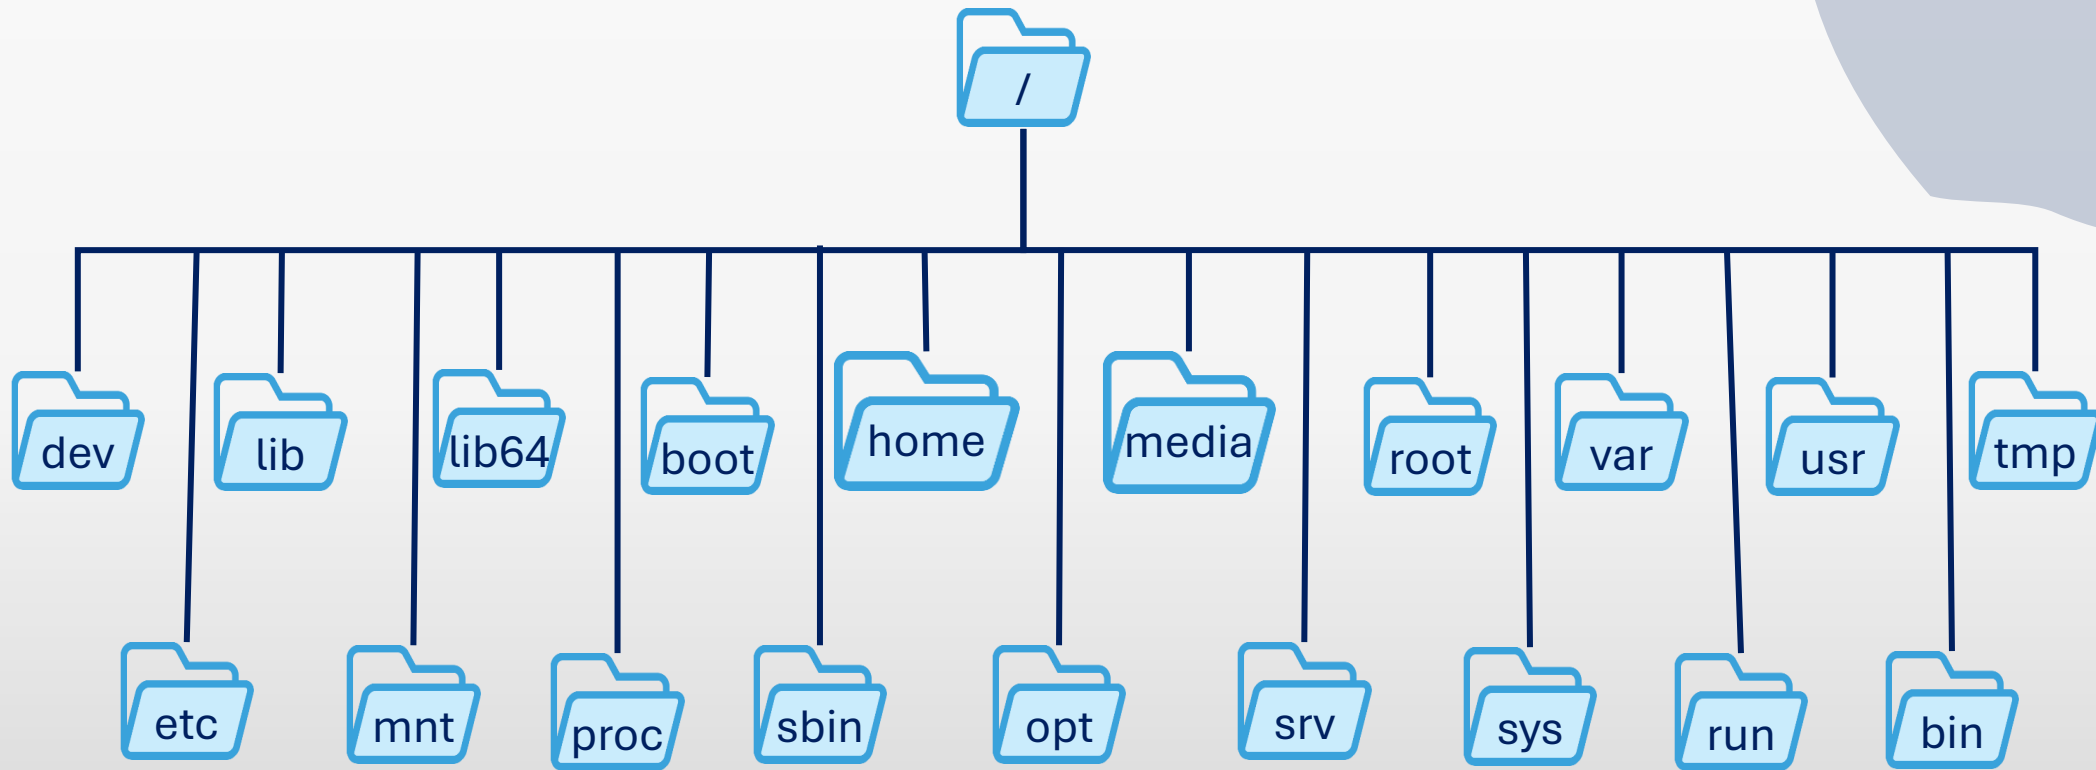 /
dev
lib
lib64
boot
home
media
root
var
usr
tmp
etc
mnt
proc
sbin
opt
srv
sys
run
bin